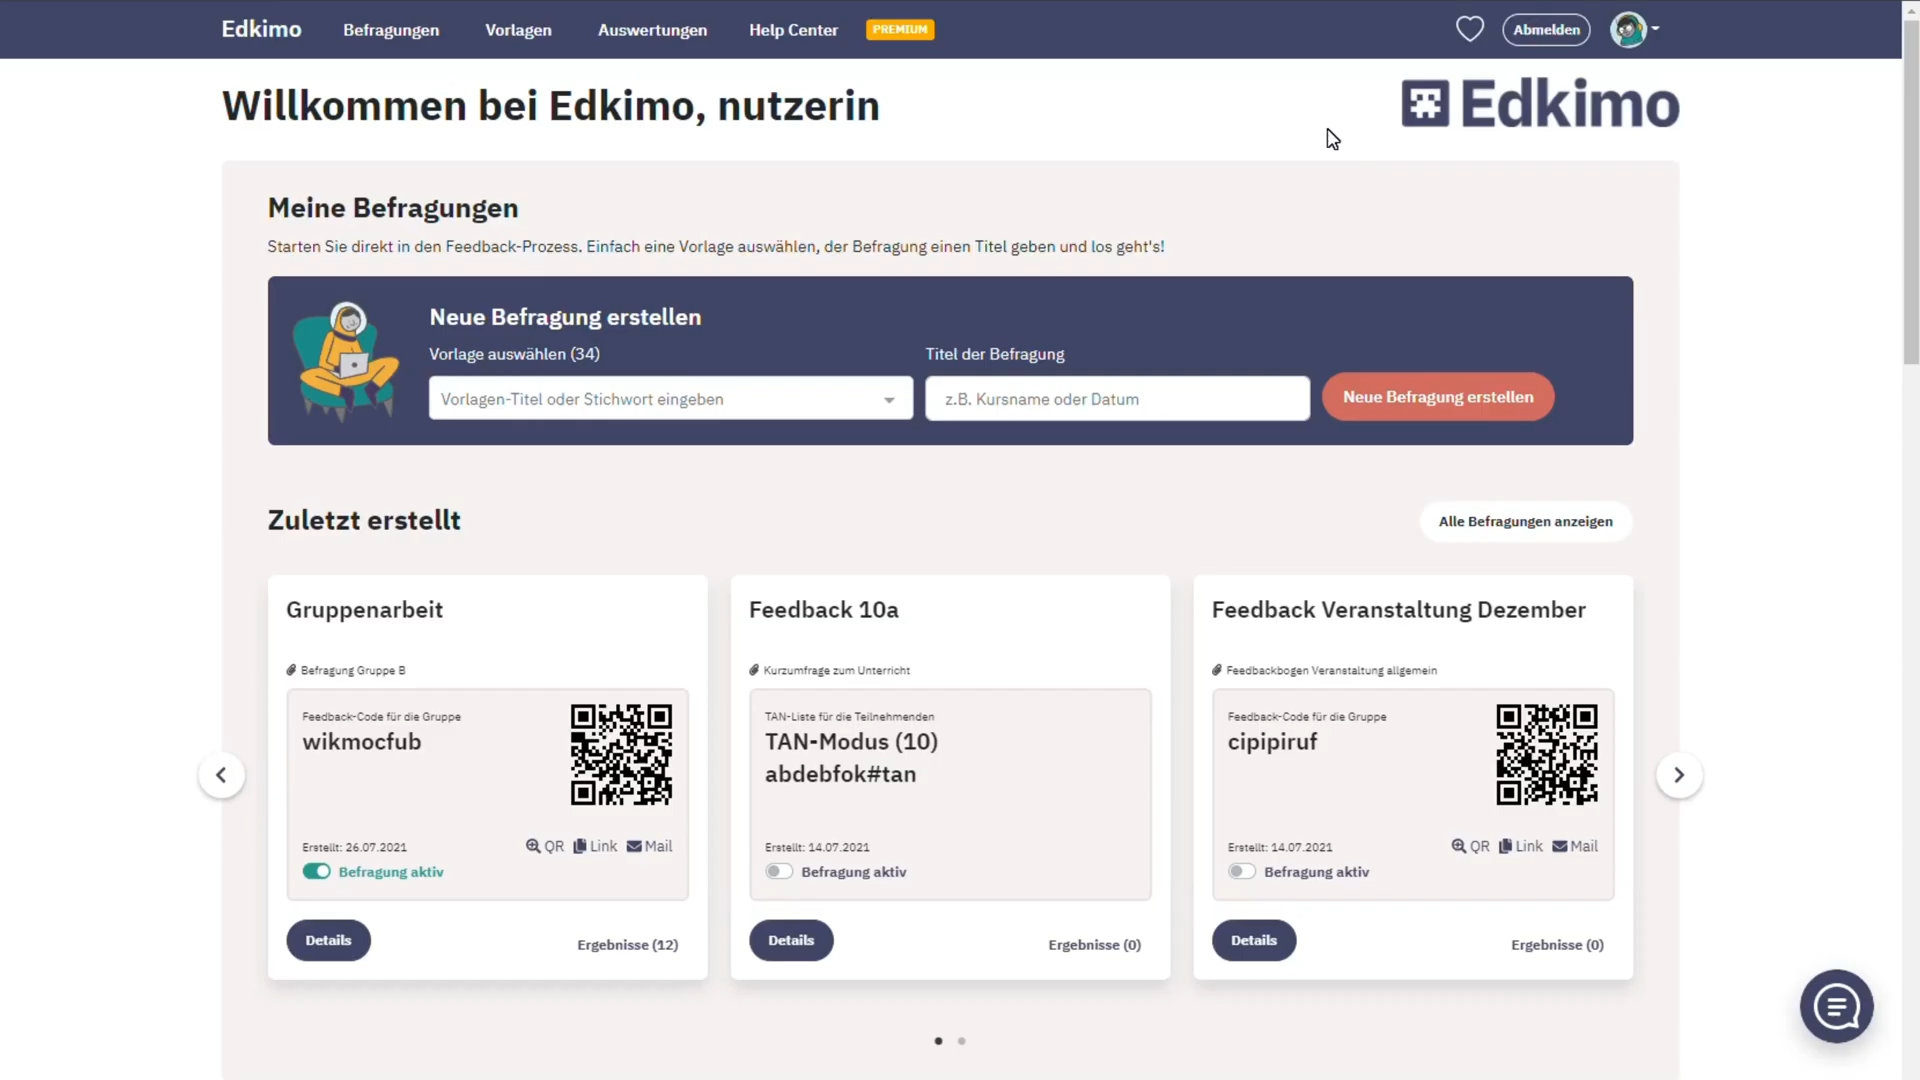 Edkimo
Befragungen
Vorlagen
Auswertungen
Help Center
PREMIUM
Abmelden
Willkommen bei Edkimo, nutzerin
Edkimo
Meine Befragungen
Starten Sie direkt in den Feedback-Prozess. Einfach eine Vorlage auswählen, der Befragung einen Titel geben und los geht's!
Neue Befragung erstellen
Vorlage auswählen (34)
Titel der Befragung
Vorlagen-Titel oder Stichwort eingeben
z.B. Kursname oder Datum
Neue Befragung erstellen
Zuletzt erstellt
Alle Befragungen anzeigen
Gruppenarbeit
Befragung Gruppe B
Feedback-Code für die Gruppe
wikmocfub
Erstellt: 26.07.2021
QR Link Mail
Befragung aktiv
Details
Ergebnisse (12)
Feedback 10a
Kurzumfrage zum Unterricht
TAN-Liste für die Teilnehmenden
TAN-Modus (10)
abdebfok#tan
Erstellt: 14.07.2021
Befragung aktiv
Details
Ergebnisse (0)
Feedback Veranstaltung Dezember
Feedbackbogen Veranstaltung allgemein
Feedback-Code für die Gruppe
cipipiruf
Erstellt: 14.07.2021
QR Link Mail
Befragung aktiv
Details
Ergebnisse (0)